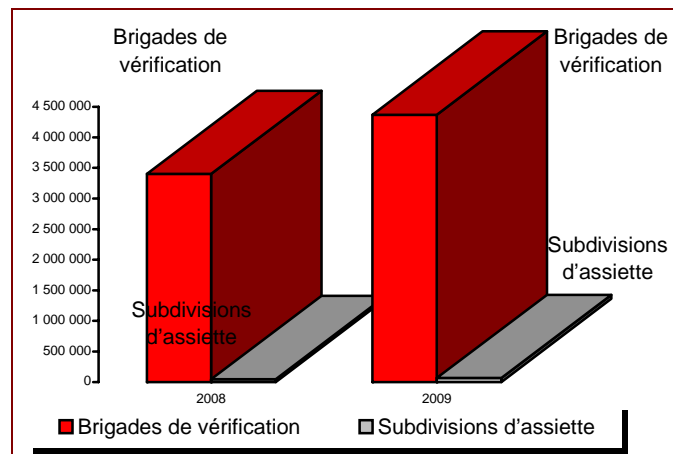 Brigades de
vérification
Brigades de
vérification
4 500 000
4 000 000
3 500 000
3 000 000
2 500 000
2 000 000
1 500 000
1 000 000
500 000
0
Subdivisions
d'assiette
Subdivisions
d'assiette
2008
2009
Brigades de vérification
Subdivisions d'assiette